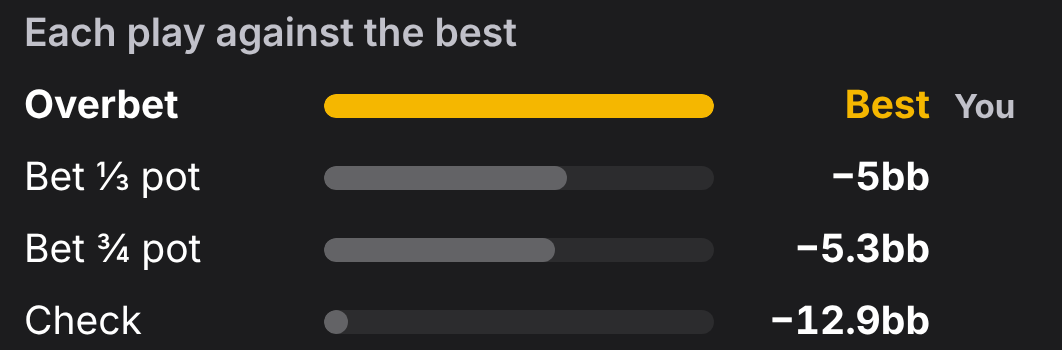 Each play against the best
Overbet Best You
Bet ⅓ pot −5bb
Bet ¾ pot −5.3bb
Check −12.9bb